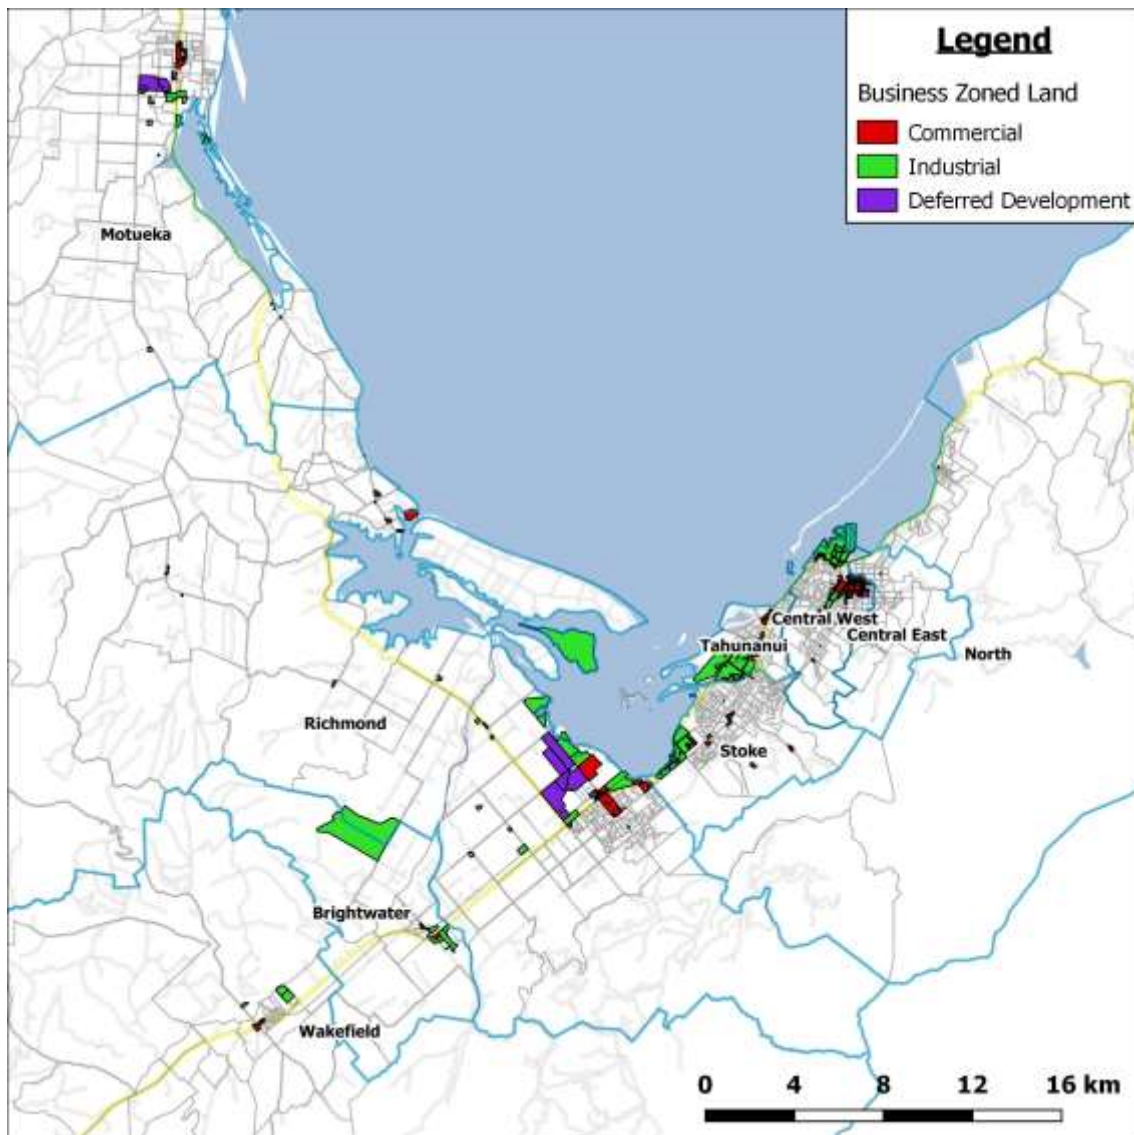 Legend
Business Zoned Land
Commercial
Industrial
Deferred Development
Motueka
Central West
Central East
Tahunanui
North
Richmond
Stoke
Brightwater
Wakefield
0 4 8 12 16 km